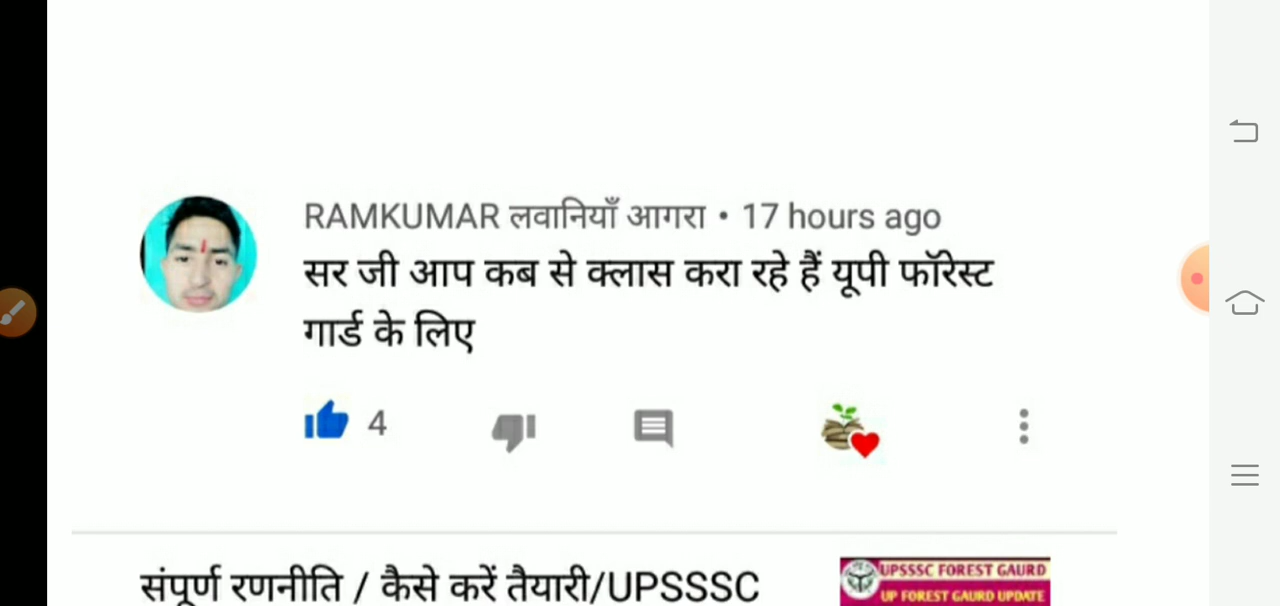 RAMKUMAR लवानियाँ आगरा • 17 hours ago
सर जी आप कब से क्लास करा रहे हैं यूपी फॉरेस्ट
गार्ड के लिए
4
संपूर्ण रणनीति / कैसे करें तैयारी/UPSSSC
UPSSSC FOREST GAURD
UP FOREST GAURD UPDATE